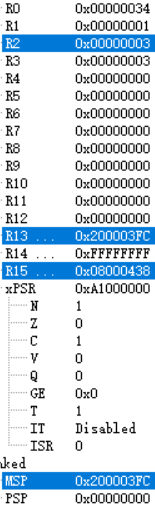 R0 0x00000034
R1 0x00000001
R2 0x00000003
R3 0x00000003
R4 0x00000000
R5 0x00000000
R6 0x00000000
R7 0x00000000
R8 0x00000000
R9 0x00000000
R10 0x00000000
R11 0x00000000
R12 0x00000000
R13 ... 0x200003FC
R14 ... 0xFFFFFFFF
R15 ... 0x08000438
xPSR 0xA1000000
N 1
Z 0
C 1
V 0
Q 0
GE 0x0
T 1
IT Disabled
ISR 0
nked
MSP 0x200003FC
PSP 0x00000000